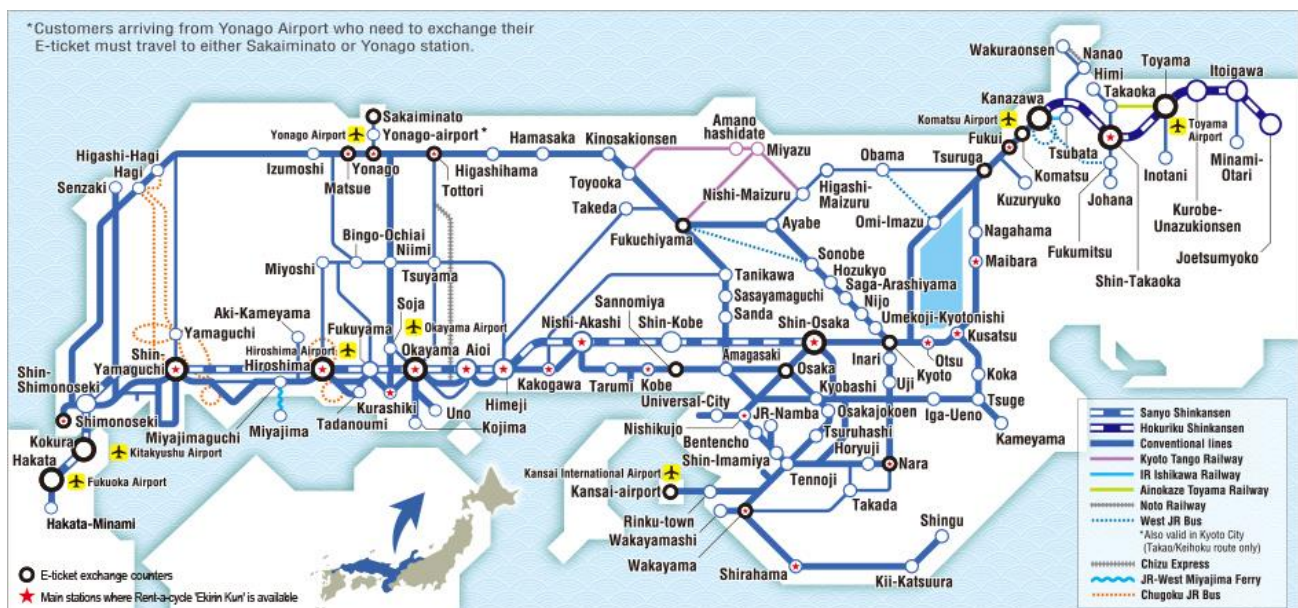 *Customers arriving from Yonago Airport who need to exchange their
E-ticket must travel to either Sakaiminato or Yonago station.
Wakuraonsen
Nanao
Himi
Takaoka
Toyama
Itoigawa
Kanazawa
Komatsu Airport
Toyama
Airport
Fukui
Tsubata
Komatsu
Tsuruga
Kuzuryuko
Johana
Inotani
Minami-
Otari
Kurobe-
Unazukionsen
Joetsumyoko
Fukumitsu
Shin-Takaoka
Sakaiminato
Yonago Airport
Yonago-airport*
Higashi-Hagi
Hagi
Senzaki
Izumoshi
Matsue
Yonago
Tottori
Higashihama
Hamasaka
Kinosakionsen
Toyooka
Takeda
Amano
hashidate
Miyazu
Obama
Nishi-Maizuru
Higashi-
Maizuru
Omi-Imazu
Nagahama
Maibara
Fukuchiyama
Ayabe
Sonobe
Hozukyo
Saga-Arashiyama
Nijo
Umekoji-Kyotonishi
Kusatsu
Bingo-Ochiai
Niimi
Miyoshi
Tsuyama
Tanikawa
Sasayamaguchi
Sanda
Aki-Kameyama
Soja
Okayama Airport
Sannomiya
Nishi-Akashi
Shin-Kobe
Shin-Osaka
Yamaguchi
Fukuyama
Hiroshima Airport
Hiroshima
Okayama
Aioi
Amagasaki
Osaka
Inari
Kyoto
Otsu
Shin-
Yamaguchi
Shin-
Shimonoseki
Shimonoseki
Kakogawa
Tarumi
Kobe
Uji
Koka
Himeji
Universal-City
Kyobashi
Iga-Ueno
Tsuge
Kameyama
Kurashiki
Uno
Kojima
Tadanoumi
Miyajima
Miyajimaguchi
JR-Namba
Osakajokoen
Nishikujo
Tsuruhashi
Bentencho
Horyuji
Shin-Imamiya
Nara
Tennoji
Kokura
Kitakyushu Airport
Hakata
Fukuoka Airport
Hakata-Minami
Kansai International Airport
Kansai-airport
Rinku-town
Wakayamashi
Wakayama
Takada
Shirahama
Shingu
Kii-Katsuura
Sanyo Shinkansen
Hokuriku Shinkansen
Conventional lines
Kyoto Tango Railway
IR Ishikawa Railway
Ainokaze Toyama Railway
Noto Railway
West JR Bus
*Also valid in Kyoto City
(Takao/Keihoku route only)
Chizu Express
JR-West Miyajima Ferry
Chugoku JR Bus
E-ticket exchange counters
Main stations where Rent-a-cycle 'Ekirin Kun' is available